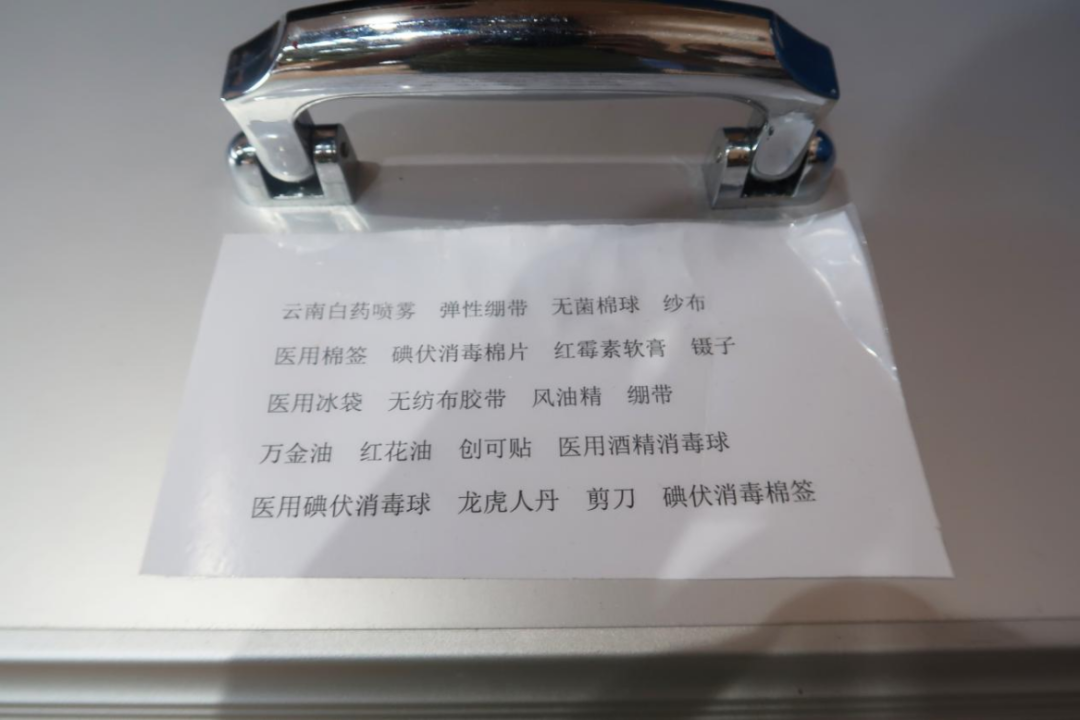 云南白药喷雾 弹性绷带 无菌棉球 纱布
医用棉签 碘伏消毒棉片 红霉素软膏 镊子
医用冰袋 无纺布胶带 风油精 绷带
万金油 红花油 创可贴 医用酒精消毒球
医用碘伏消毒球 龙虎人丹 剪刀 碘伏消毒棉签